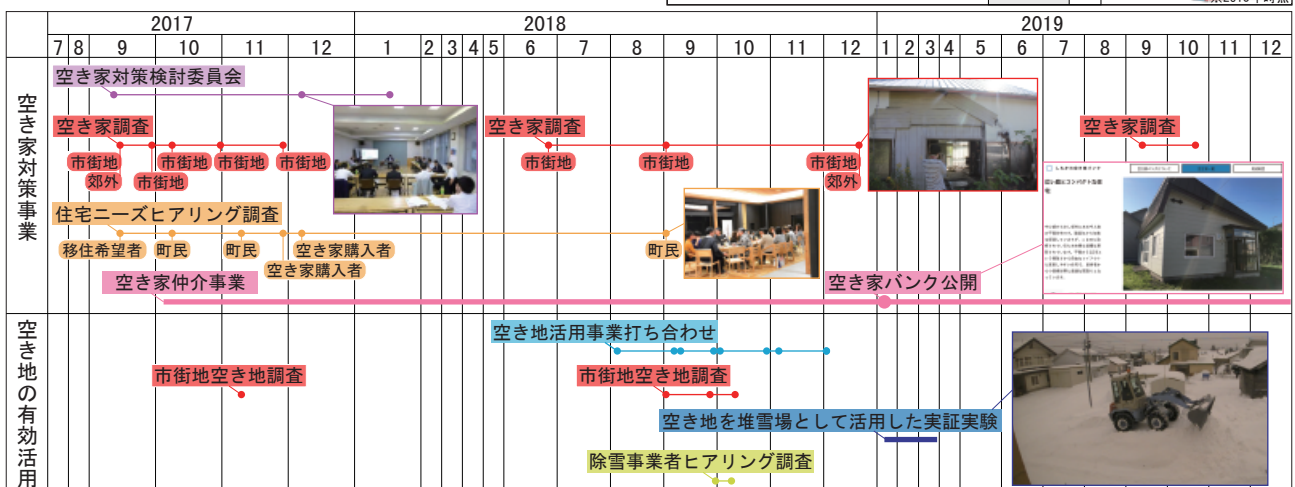 2017 2018 2019
7 8 9 10 11 12 1 2 3 4 5 6 7 8 9 10 11 12 1 2 3 4 5 6 7 8 9 10 11 12
空き家対策事業
空き家対策検討委員会
空き家調査 空き家調査 空き家調査
市街地 市街地 市街地 市街地 市街地 市街地 市街地
郊外 市街地 郊外
住宅ニーズヒアリング調査
移住希望者 町民 町民 空き家購入者 町民
空き家購入者
空き家仲介事業 空き家バンク公開
空き地の有効活用
空き地活用事業打ち合わせ
市街地空き地調査 市街地空き地調査
空き地を堆雪場として活用した実証実験
除雪事業者ヒアリング調査